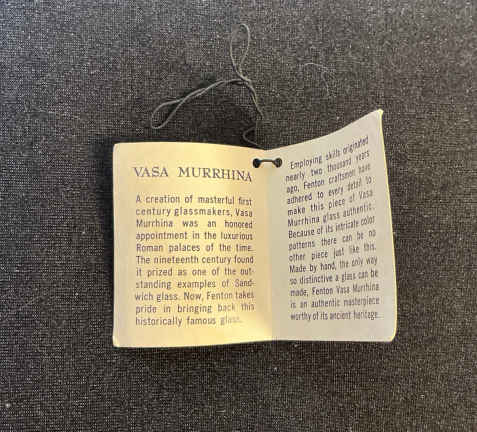 VASA MURRHINA
A creation of masterful first
century glassmakers, Vasa
Murrhina was an honored
appointment in the luxurious
Roman palaces of the time.
The nineteenth century found
it prized as one of the out-
standing examples of Sand-
wich glass. Now, Fenton takes
pride in bringing back this
historically famous glass.
Employing skills originated
nearly two thousand years
ago, Fenton craftsmen have
adhered to every detail to
make this piece of Vasa
Murrhina glass authentic.
Because of its intricate color
patterns there can be no
other piece just like this.
Made by hand, the only way
so distinctive a glass can be
made, Fenton Vasa Murrhina
is an authentic masterpiece
worthy of its ancient heritage.